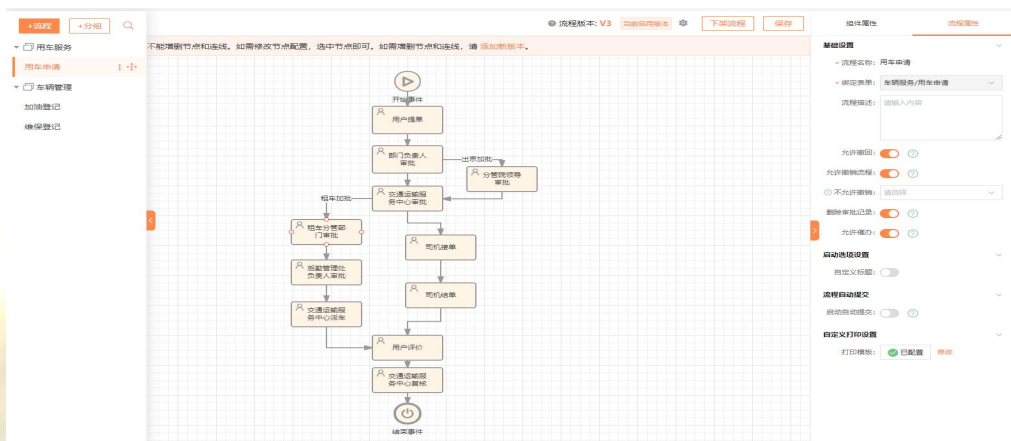 +流程 +分组
用车服务
用车申请
车辆管理
加油登记
维保登记
流程版本: V3 当前启用版本 下架流程 保存
不能增删节点和连线。如需修改节点配置，选中节点即可。如需增删节点和连线，请 添加新版本。
开始事件
用户提单
部门负责人
审批
出京加批
分管院领导
审批
交通运输服
务中心审批
租车加批
租车分管部
门审批
司机接单
后勤管理处
负责人审批
司机结单
交通运输服
务中心派车
用户评价
交通运输服
务中心复核
结束事件
组件属性 流程属性
基础设置
流程名称: 用车申请
绑定表单: 车辆服务/用车申请
流程描述: 请输入内容
允许撤回:
允许撤销流程:
不允许撤销: 请选择
删除审批记录:
允许催办:
启动选项设置
自定义标题:
流程自动提交
启动自动提交:
自定义打印设置
打印模板: 已配置 修改